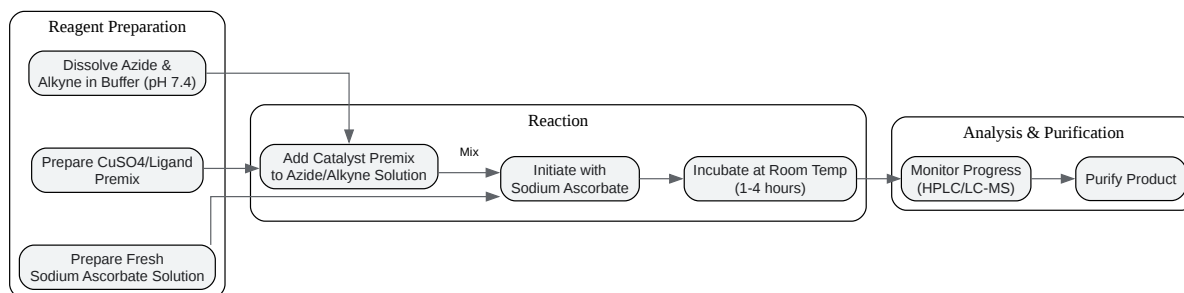 Reagent Preparation
Dissolve Azide &
Alkyne in Buffer (pH 7.4)
Prepare CuSO4/Ligand
Premix
Prepare Fresh
Sodium Ascorbate Solution
Reaction
Add Catalyst Premix
to Azide/Alkyne Solution
Mix
Initiate with
Sodium Ascorbate
Incubate at Room Temp
(1-4 hours)
Analysis & Purification
Monitor Progress
(HPLC/LC-MS)
Purify Product